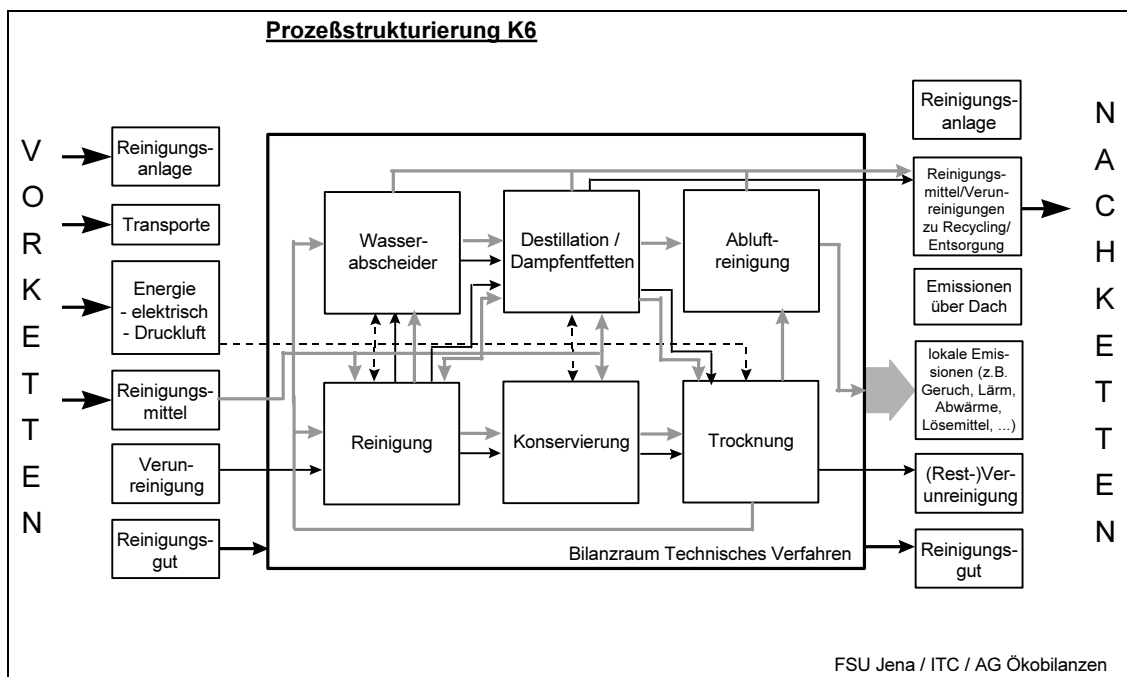 Prozeßstrukturierung K6
VORKETTEN
Reinigungs-
anlage
Transporte
Energie
- elektrisch
- Druckluft
Reinigungs-
mittel
Verun-
reinigung
Reinigungs-
gut
Wasser-
abscheider
Destillation /
Dampfentfetten
Abluft-
reinigung
Reinigung
Konservierung
Trocknung
Bilanzraum Technisches Verfahren
Reinigungs-
anlage
Reinigungs-
mittel/Verun-
reinigungen
zu Recycling/
Entsorgung
Emissionen
über Dach
lokale Emis-
sionen (z.B.
Geruch, Lärm,
Abwärme,
Lösemittel, ...)
(Rest-)Ver-
unreinigung
Reinigungs-
gut
NACHKETTEN
FSU Jena / ITC / AG Ökobilanzen